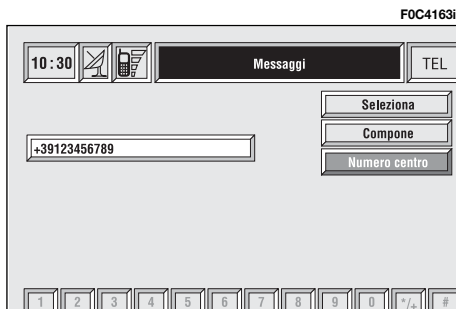 F0C4163i
10:30 Messaggi TEL
Seleziona
Compone
+39123456789
Numero centro
1 2 3 4 5 6 7 8 9 0 */+ #